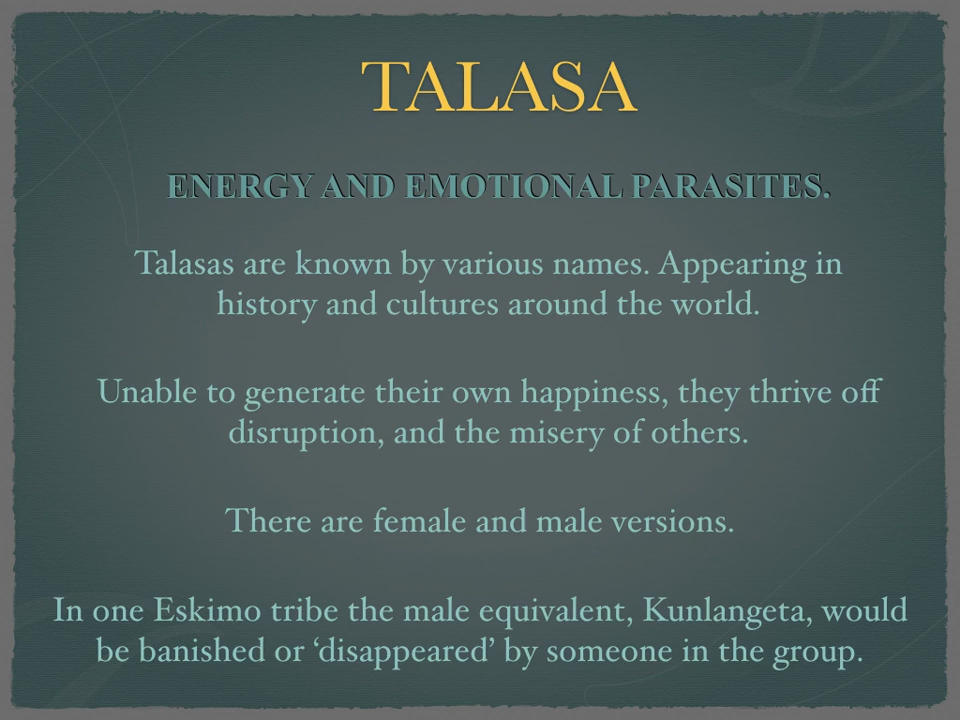 TALASA
ENERGY AND EMOTIONAL PARASITES.
Talasas are known by various names. Appearing in
history and cultures around the world.
Unable to generate their own happiness, they thrive off
disruption, and the misery of others.
There are female and male versions.
In one Eskimo tribe the male equivalent, Kunlangeta, would
be banished or ‘disappeared’ by someone in the group.